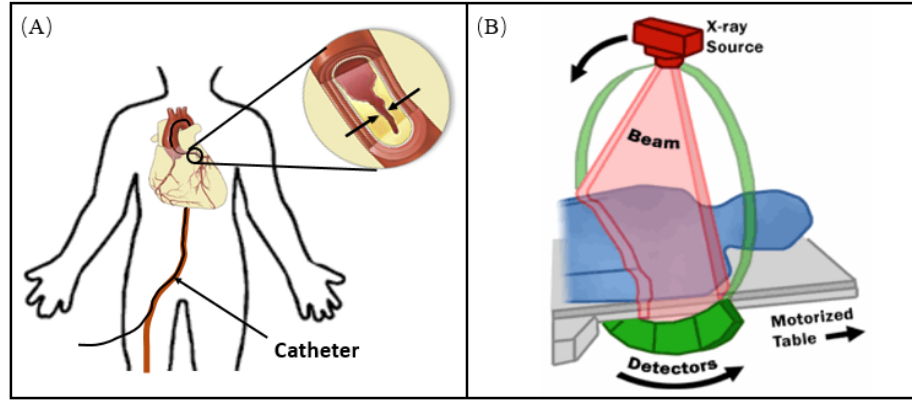 (A)
Catheter
(B)
X-ray
Source
Beam
Motorized
Table
Detectors